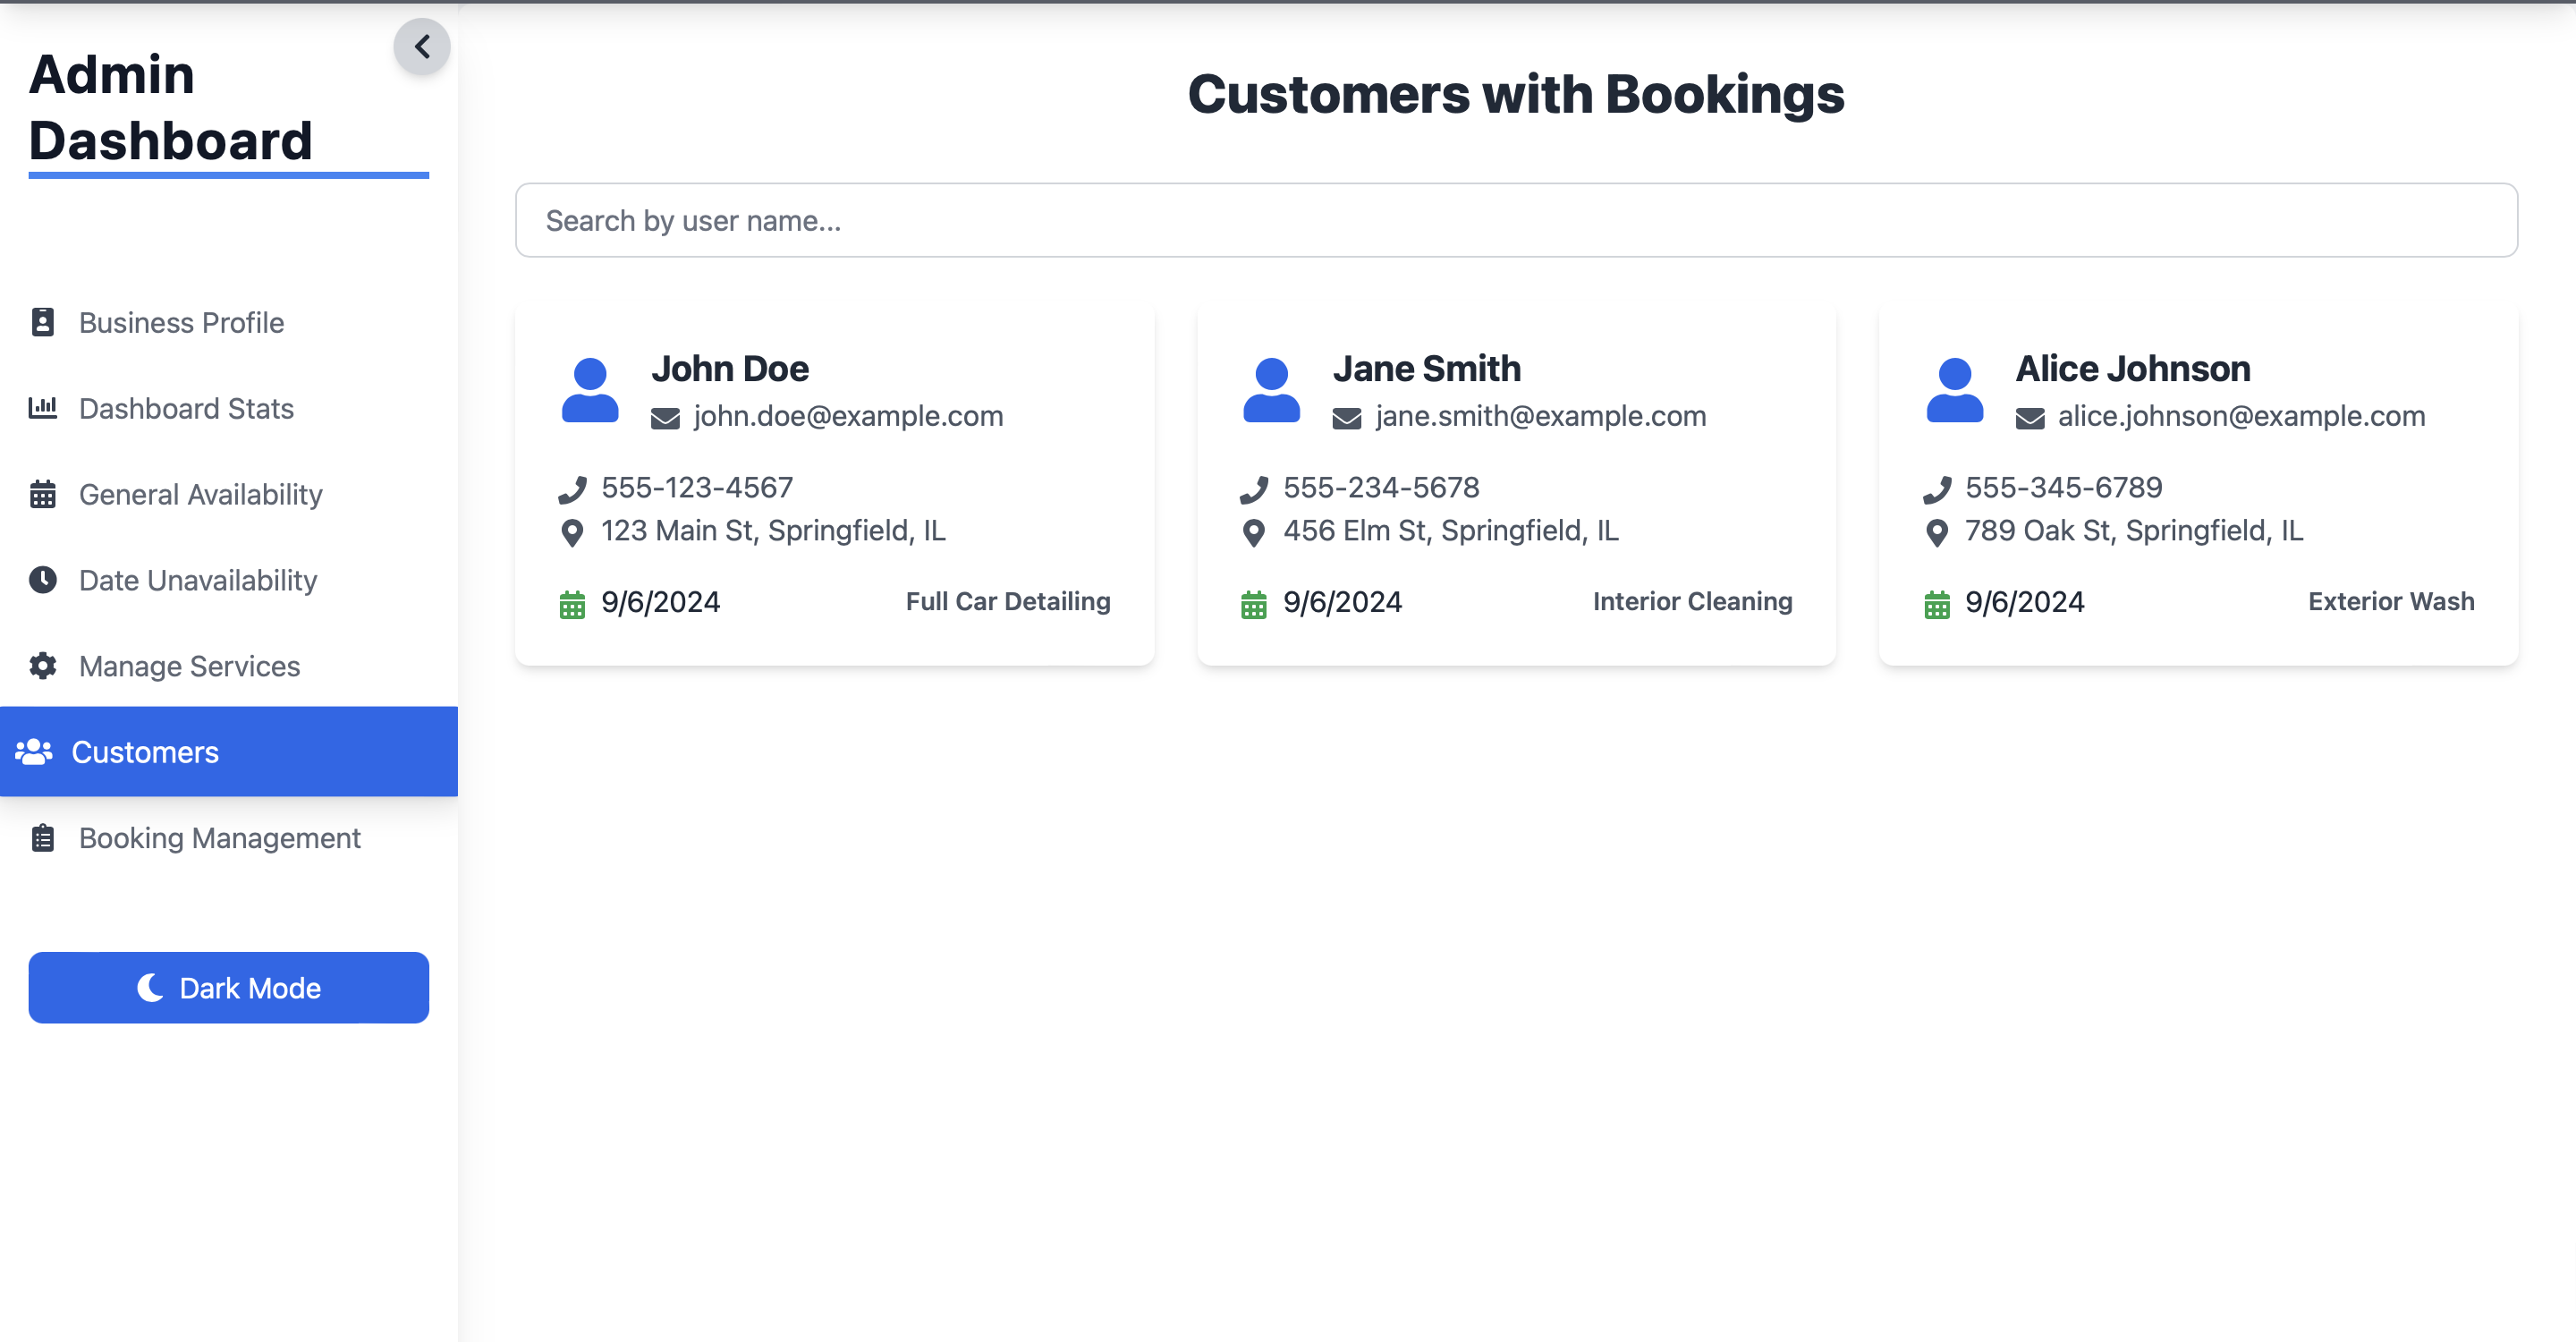 Admin
Dashboard
Business Profile
Dashboard Stats
General Availability
Date Unavailability
Manage Services
Customers
Booking Management
Dark Mode
Customers with Bookings
Search by user name...
John Doe
john.doe@example.com
555-123-4567
123 Main St, Springfield, IL
9/6/2024 Full Car Detailing
Jane Smith
jane.smith@example.com
555-234-5678
456 Elm St, Springfield, IL
9/6/2024 Interior Cleaning
Alice Johnson
alice.johnson@example.com
555-345-6789
789 Oak St, Springfield, IL
9/6/2024 Exterior Wash